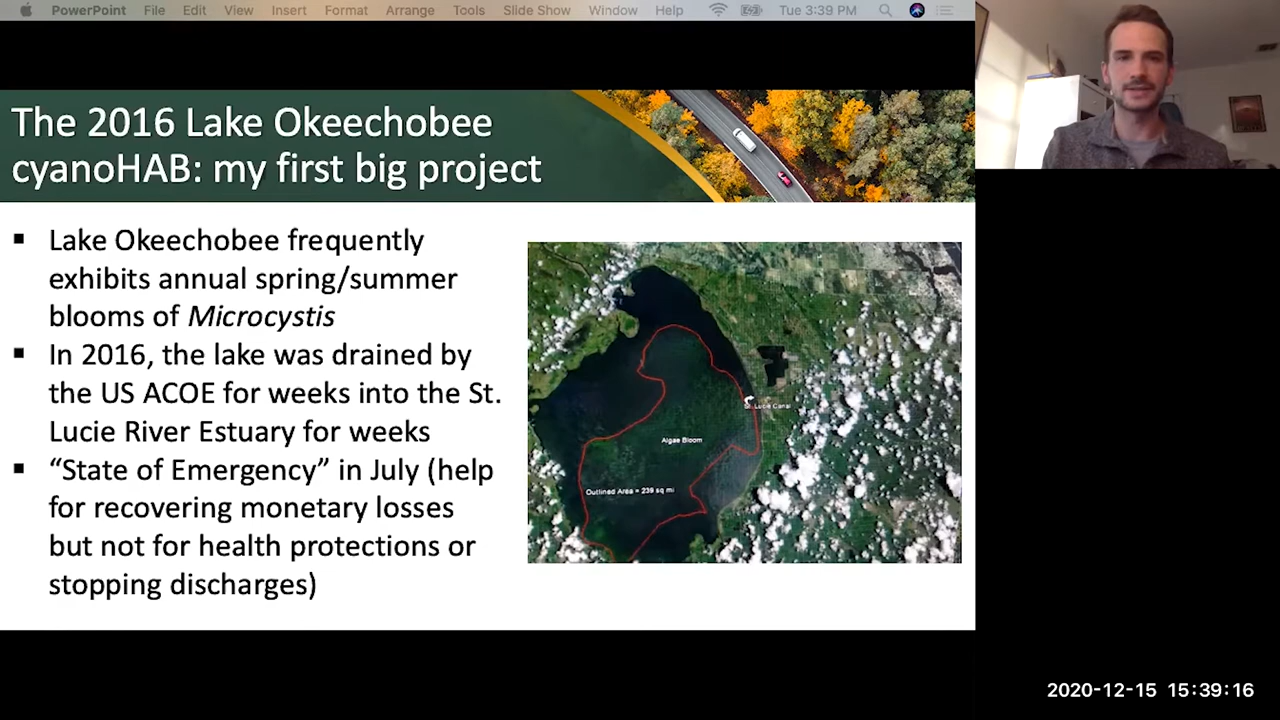 PowerPoint File Edit View Insert Format Arrange Tools Slide Show Window Help Tue 3:39 PM
The 2016 Lake Okeechobee
cyanoHAB: my first big project
▪ Lake Okeechobee frequently
exhibits annual spring/summer
blooms of Microcystis
▪ In 2016, the lake was drained by
the US ACOE for weeks into the St.
Lucie River Estuary for weeks
▪ “State of Emergency” in July (help
for recovering monetary losses
but not for health protections or
stopping discharges)
St. Lucie Canal
Algae Bloom
Outlined Area = 239 sq mi
2020-12-15 15:39:16